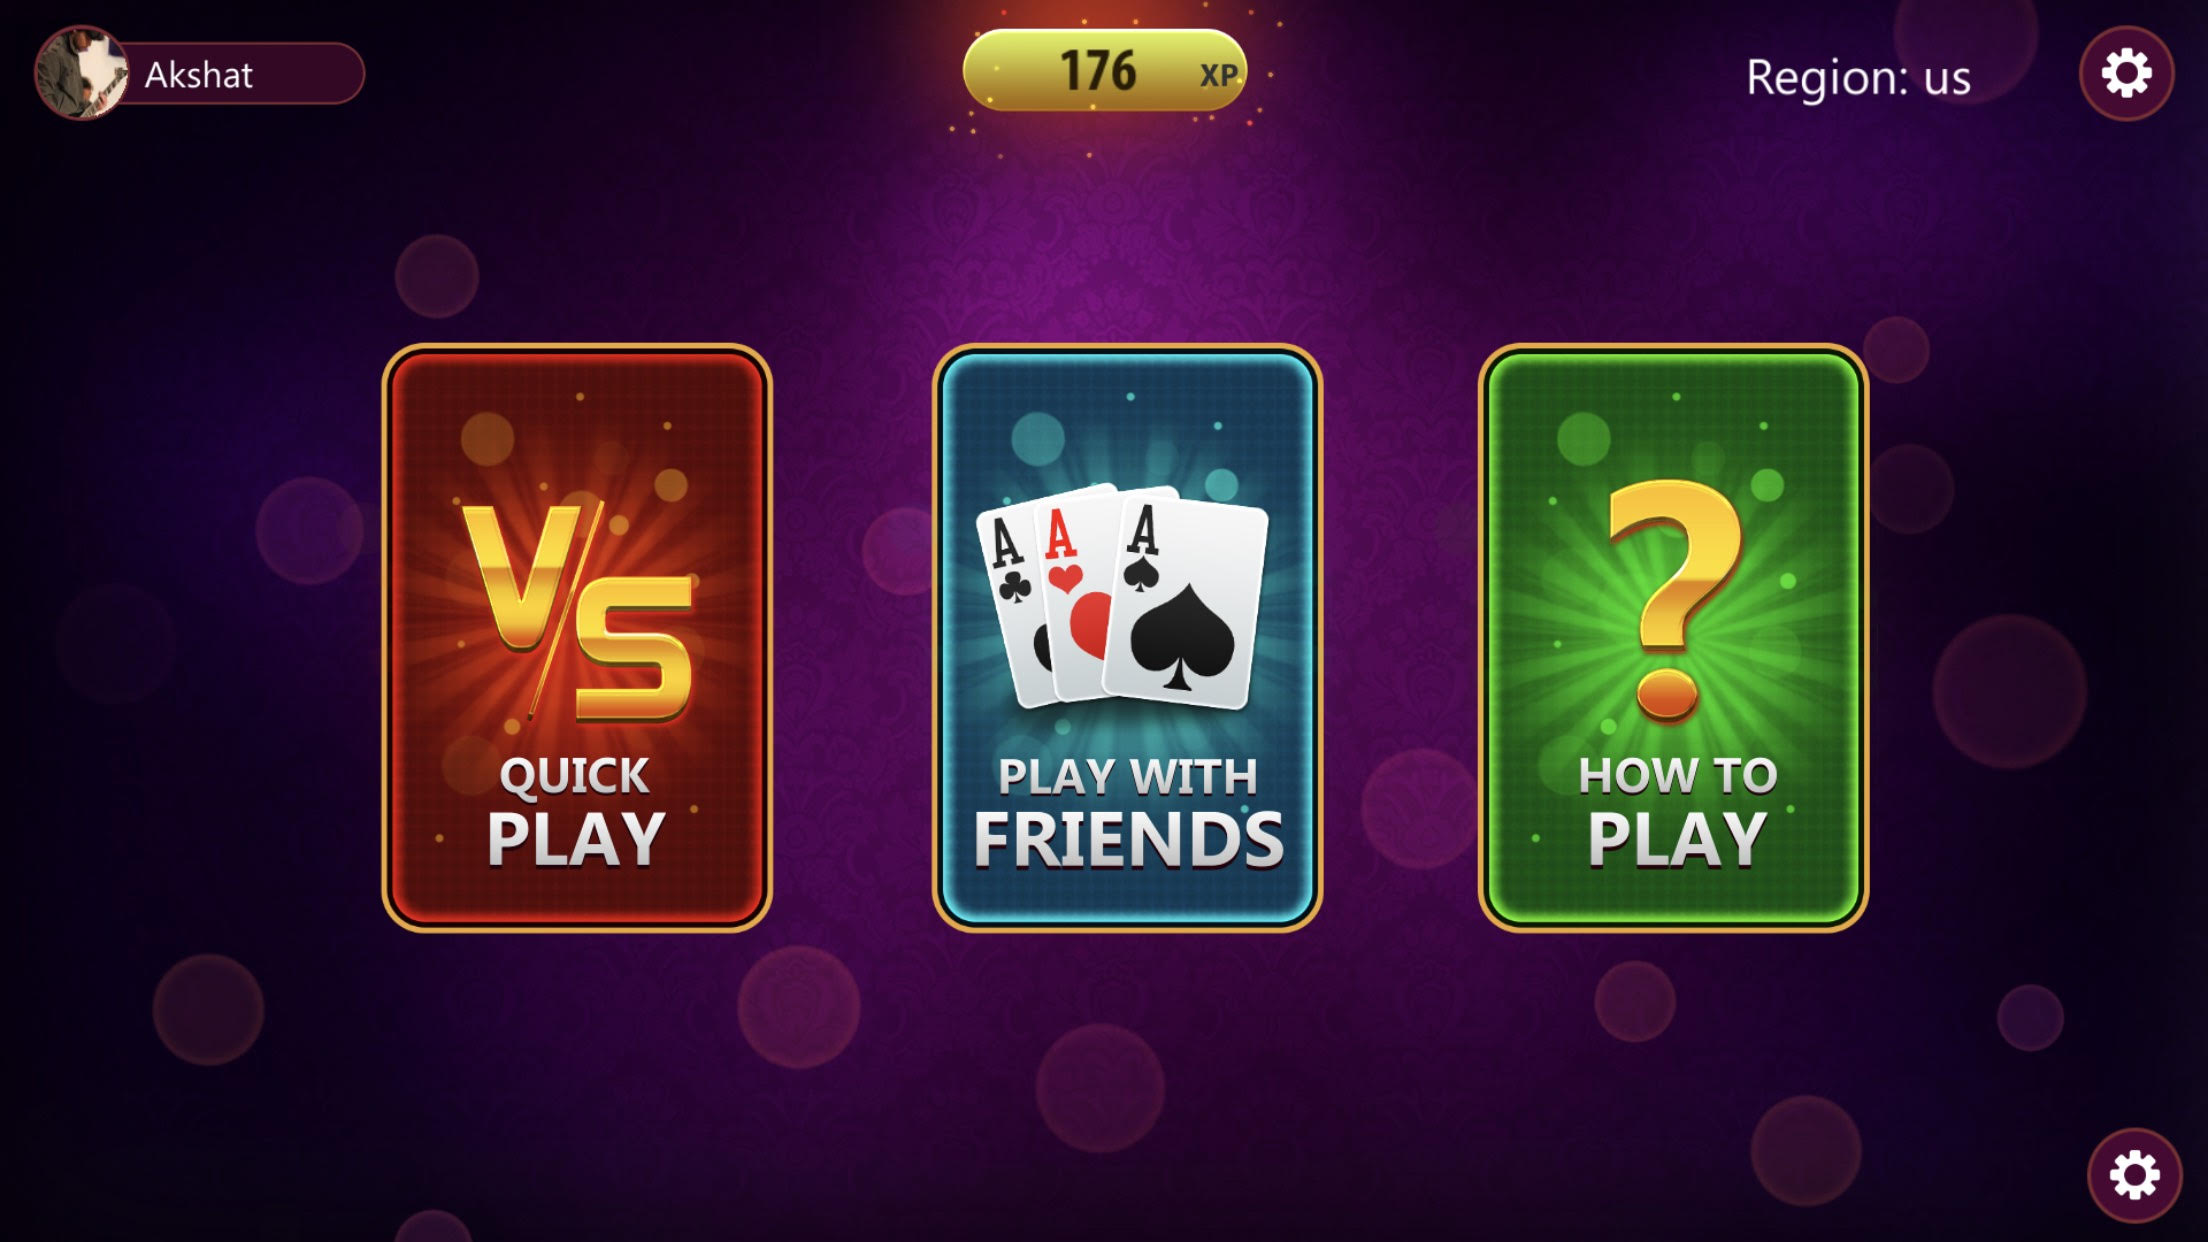 Akshat
176 XP
Region: us
VS
QUICK
PLAY
A A A
PLAY WITH
FRIENDS
?
HOW TO
PLAY